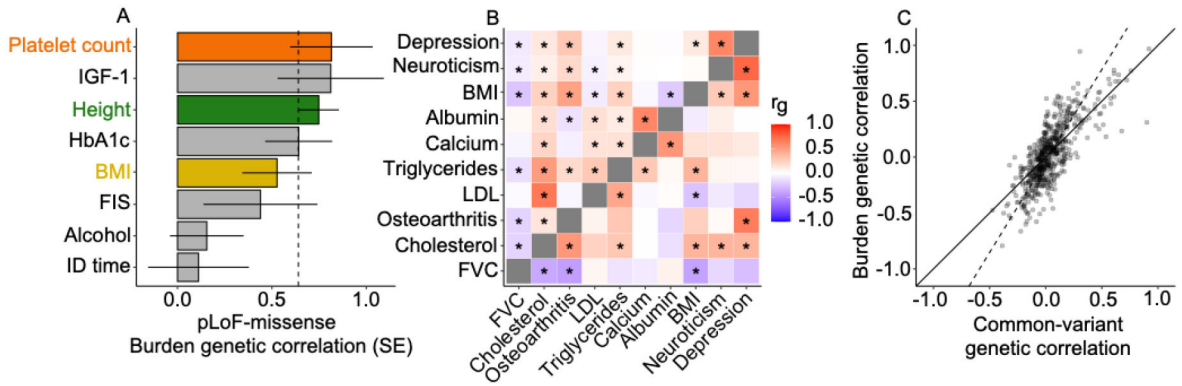 A
Platelet count
IGF-1
Height
HbA1c
BMI
FIS
Alcohol
ID time
0.0 0.5 1.0
pLoF-missense
Burden genetic correlation (SE)
B
Depression
Neuroticism
BMI
Albumin
Calcium
Triglycerides
LDL
Osteoarthritis
Cholesterol
FVC
FVC
Cholesterol
Osteoarthritis
LDL
Triglycerides
Calcium
Albumin
BMI
Neuroticism
Depression
rg
1.0
0.5
0.0
-0.5
-1.0
C
Burden genetic correlation
1.0
0.5
0.0
-0.5
-1.0
-1.0 -0.5 0.0 0.5 1.0
Common-variant
genetic correlation